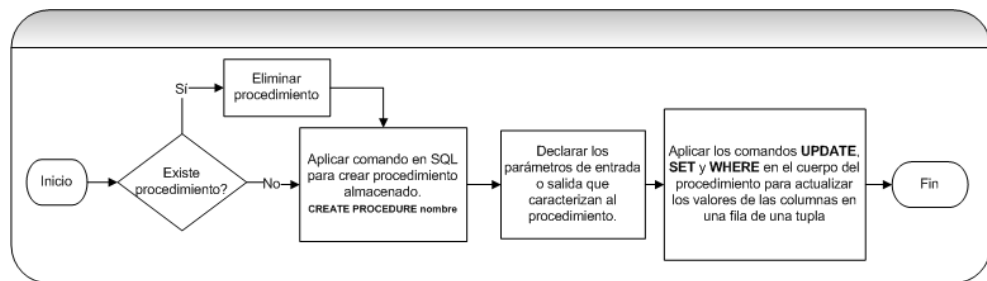 Inicio
Existe
procedimiento?
Sí
Eliminar
procedimiento
No
Aplicar comando en SQL
para crear procedimiento
almacenado.
CREATE PROCEDURE nombre
Declarar los
parámetros de entrada
o salida que
caracterizan al
procedimiento.
Aplicar los comandos UPDATE,
SET y WHERE en el cuerpo del
procedimiento para actualizar
los valores de las columnas en
una fila de una tupla
Fin